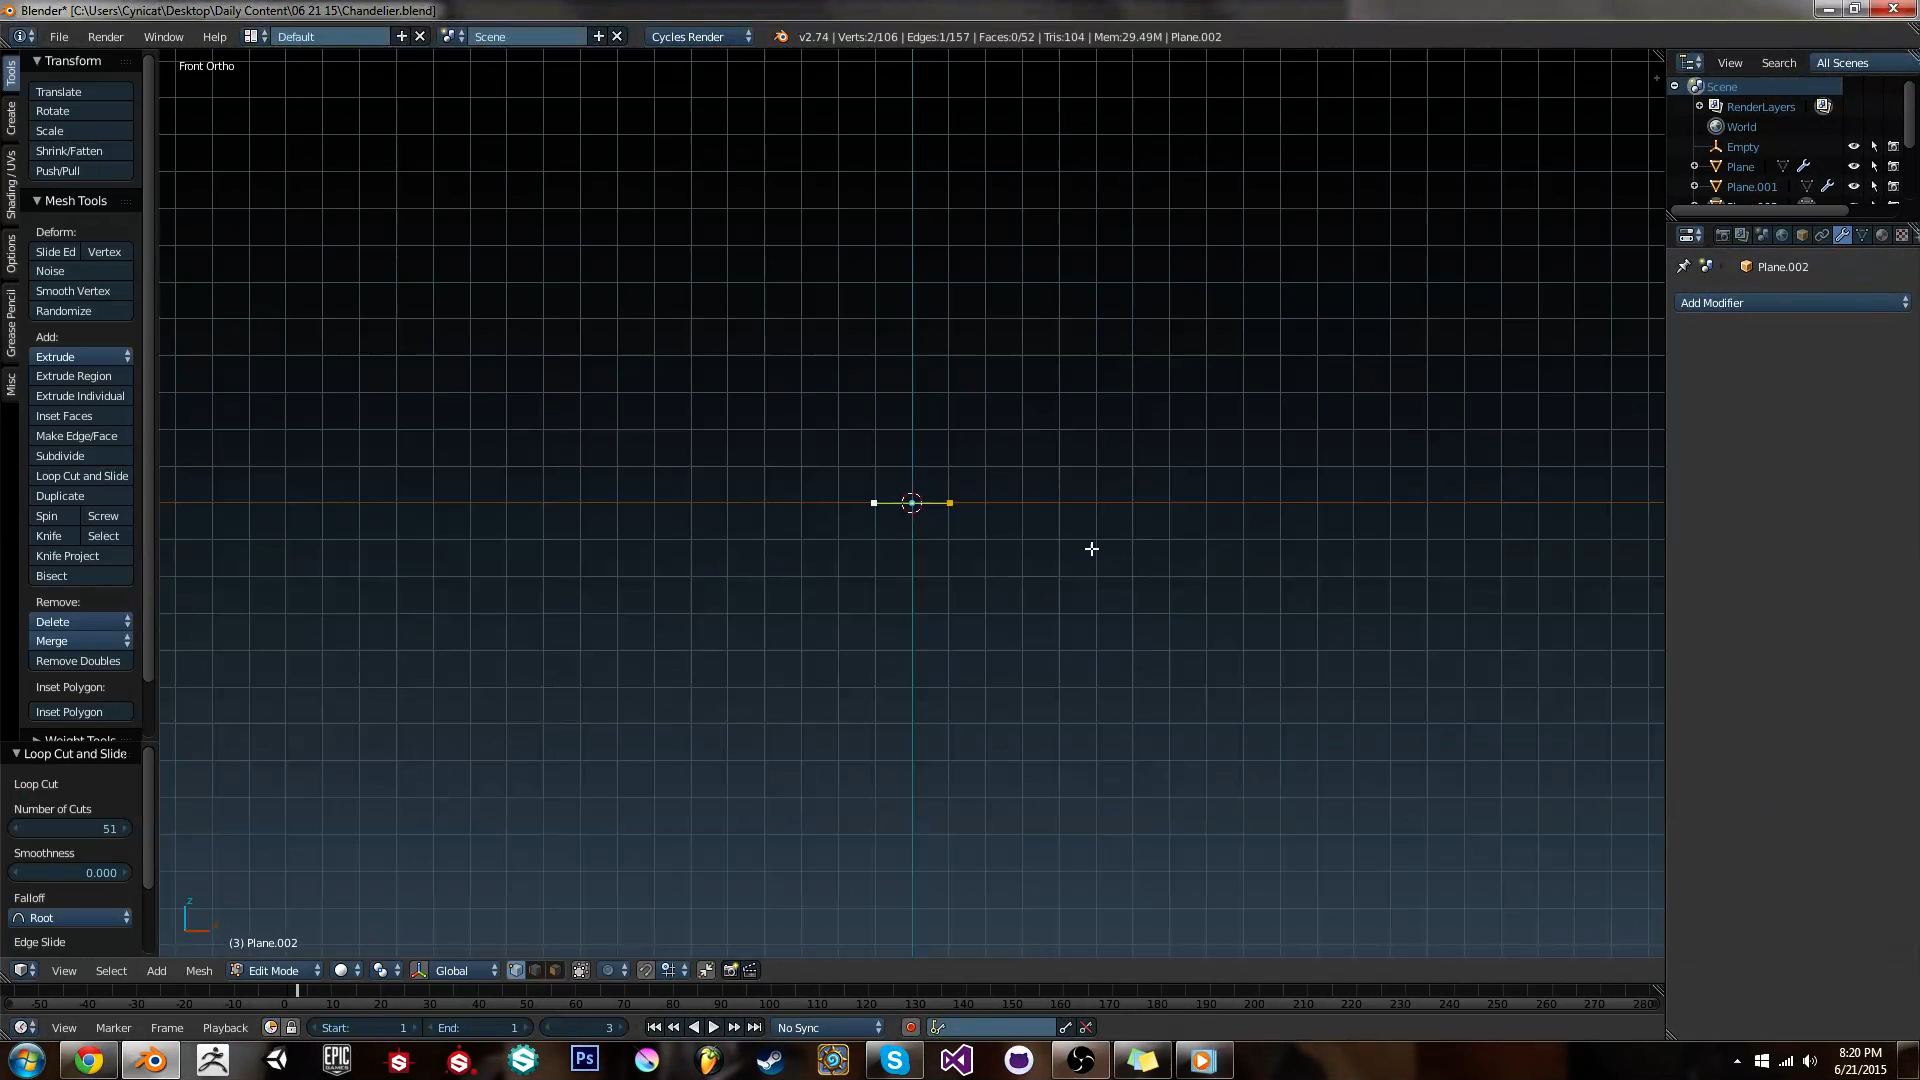 Blender* [C:\Users\Cynicat\Desktop\Daily Content\06 21 15\Chandelier.blend]
File Render Window Help Default Scene Cycles Render v2.74 | Verts:2/106 | Edges:1/157 | Faces:0/52 | Tris:104 | Mem:29.49M | Plane.002
Tools
Create
Shading / UVs
Options
Grease Pencil
Misc
Transform
Translate
Rotate
Scale
Shrink/Fatten
Push/Pull
Mesh Tools
Deform:
Slide Ed Vertex
Noise
Smooth Vertex
Randomize
Add:
Extrude
Extrude Region
Extrude Individual
Inset Faces
Make Edge/Face
Subdivide
Loop Cut and Slide
Duplicate
Spin Screw
Knife Select
Knife Project
Bisect
Remove:
Delete
Merge
Remove Doubles
Inset Polygon:
Inset Polygon
Weight Tools
Loop Cut and Slide
Loop Cut
Number of Cuts
51
Smoothness
0.000
Falloff
Root
Edge Slide
Front Ortho
z
(3) Plane.002
View Search All Scenes
Scene
RenderLayers
World
Empty
Plane
Plane.001
Plane.002
Add Modifier
View Select Add Mesh Edit Mode Global
-50 -40 -30 -20 -10 0 10 20 30 40 50 60 70 80 90 100 110 120 130 140 150 160 170 180 190 200 210 220 230 240 250 260 270 280
View Marker Frame Playback Start: 1 End: 1 3 No Sync
EPIC GAMES
Ps
8:20 PM
6/21/2015